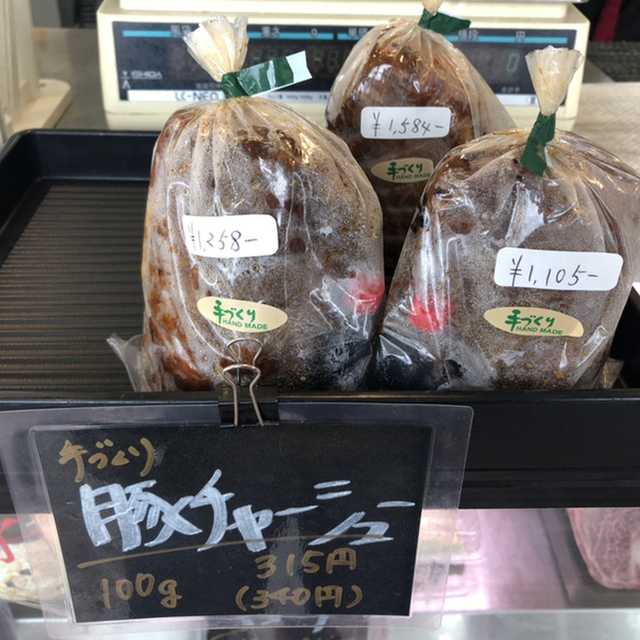 ISHIDA
¥1,584-
手づくり
HAND MADE
¥1,258-
手づくり
HAND MADE
¥1,105-
手づくり
HAND MADE
手づくり
豚チャーシュー
315円
100g
(340円)